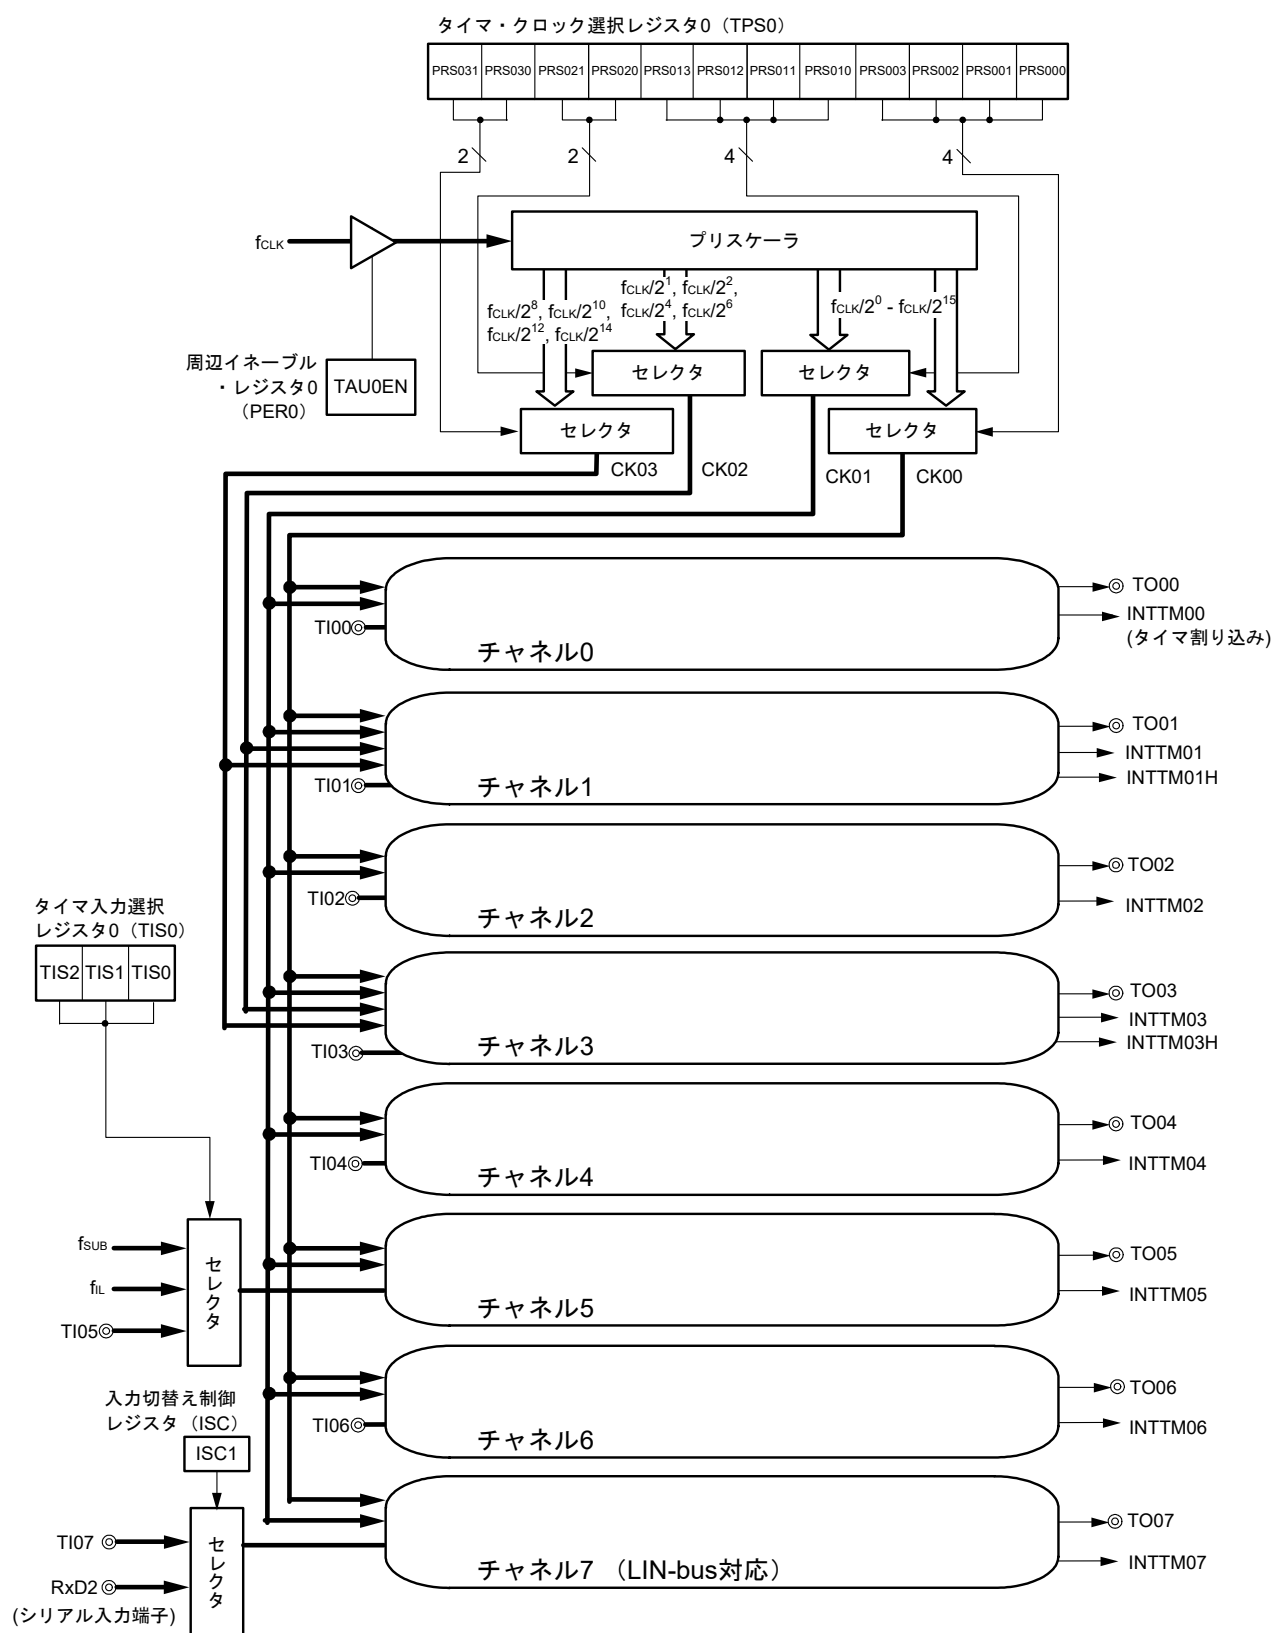 タイマ・クロック選択レジスタ0（TPS0）
PRS031 PRS030 PRS021 PRS020 PRS013 PRS012 PRS011 PRS010 PRS003 PRS002 PRS001 PRS000
2 2 4 4
fCLK
プリスケーラ
fCLK/2^8, fCLK/2^10,
fCLK/2^12, fCLK/2^14
fCLK/2^1, fCLK/2^2,
fCLK/2^4, fCLK/2^6
fCLK/2^0 - fCLK/2^15
周辺イネーブル
・レジスタ0
（PER0）
TAU0EN
セレクタ
セレクタ
セレクタ
セレクタ
CK03 CK02 CK01 CK00
TI00
チャネル0
TO00
INTTM00
(タイマ割り込み)
TI01
チャネル1
TO01
INTTM01
INTTM01H
TI02
チャネル2
TO02
INTTM02
タイマ入力選択
レジスタ0（TIS0）
TIS2 TIS1 TIS0
TI03
チャネル3
TO03
INTTM03
INTTM03H
TI04
チャネル4
TO04
INTTM04
fSUB
fIL
TI05
セレクタ
チャネル5
TO05
INTTM05
TI06
チャネル6
TO06
INTTM06
入力切替え制御
レジスタ（ISC）
ISC1
TI07
RxD2
(シリアル入力端子)
セレクタ
チャネル7 （LIN-bus対応）
TO07
INTTM07